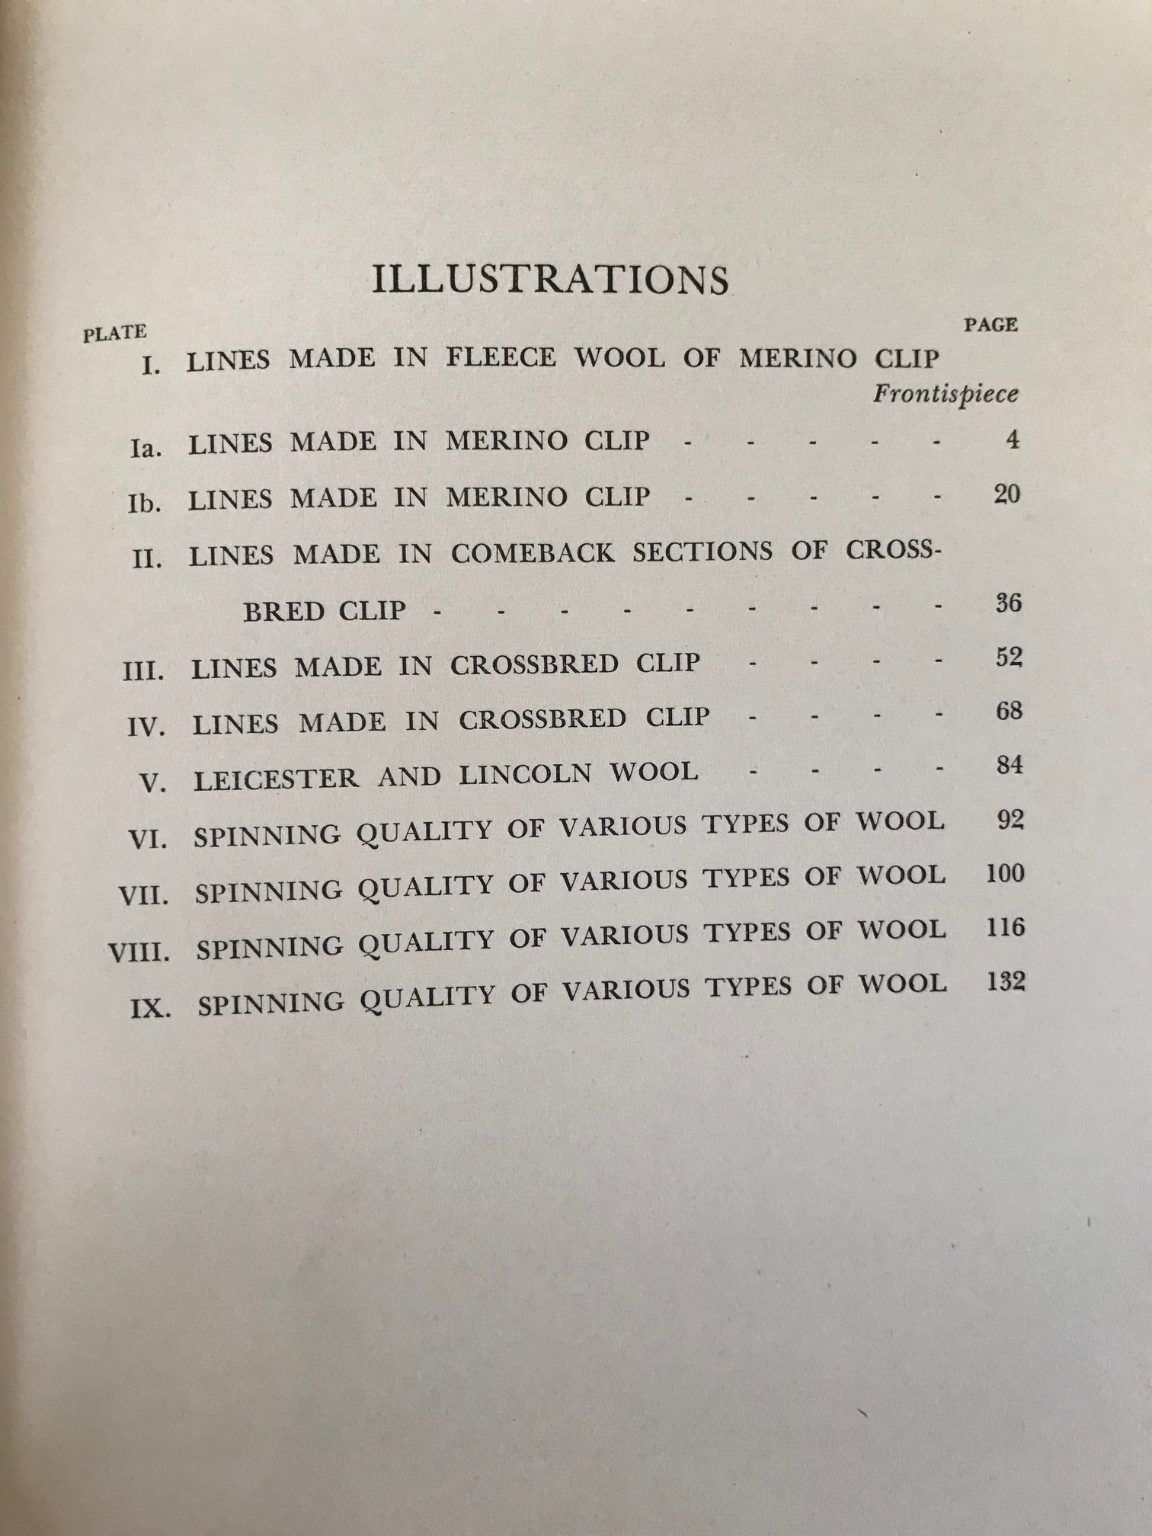 ILLUSTRATIONS
PLATE PAGE
I. LINES MADE IN FLEECE WOOL OF MERINO CLIP
Frontispiece
Ia. LINES MADE IN MERINO CLIP - - - - - 4
Ib. LINES MADE IN MERINO CLIP - - - - - 20
II. LINES MADE IN COMEBACK SECTIONS OF CROSS-
BRED CLIP - - - - - - - - - 36
III. LINES MADE IN CROSSBRED CLIP - - - - 52
IV. LINES MADE IN CROSSBRED CLIP - - - - 68
V. LEICESTER AND LINCOLN WOOL - - - - 84
VI. SPINNING QUALITY OF VARIOUS TYPES OF WOOL 92
VII. SPINNING QUALITY OF VARIOUS TYPES OF WOOL 100
VIII. SPINNING QUALITY OF VARIOUS TYPES OF WOOL 116
IX. SPINNING QUALITY OF VARIOUS TYPES OF WOOL 132